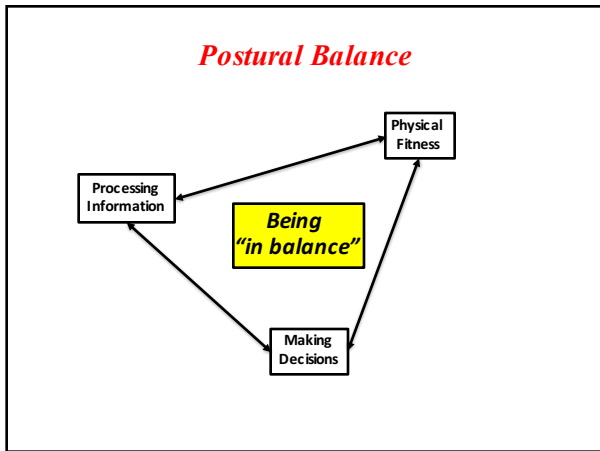 Postural Balance
Physical
Fitness
Processing
Information
Being
“in balance”
Making
Decisions